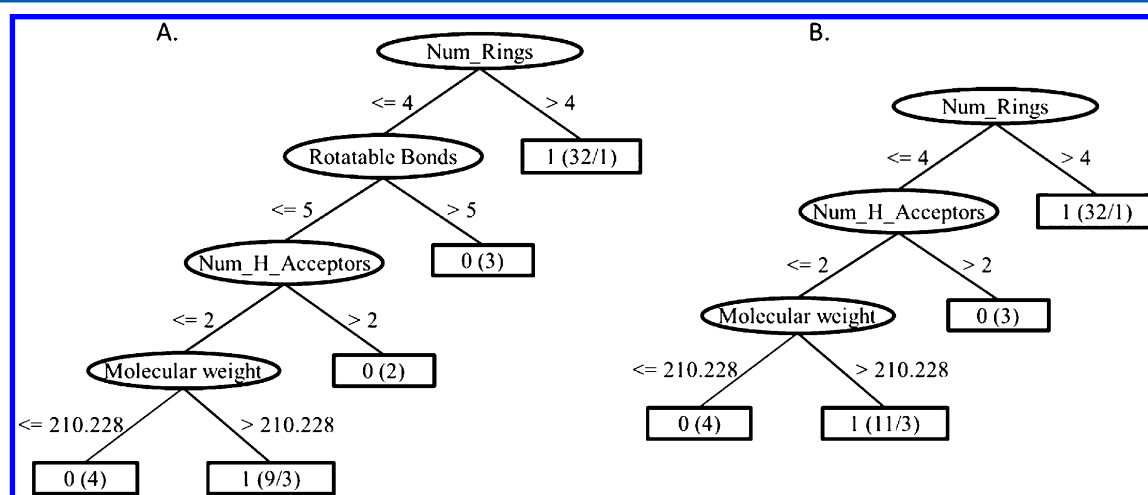 A.
Num_Rings
<= 4
> 4
Rotatable Bonds
1 (32/1)
<= 5
> 5
Num_H_Acceptors
0 (3)
<= 2
> 2
Molecular weight
0 (2)
<= 210.228
> 210.228
0 (4)
1 (9/3)
B.
Num_Rings
<= 4
> 4
Num_H_Acceptors
1 (32/1)
<= 2
> 2
Molecular weight
0 (3)
<= 210.228
> 210.228
0 (4)
1 (11/3)